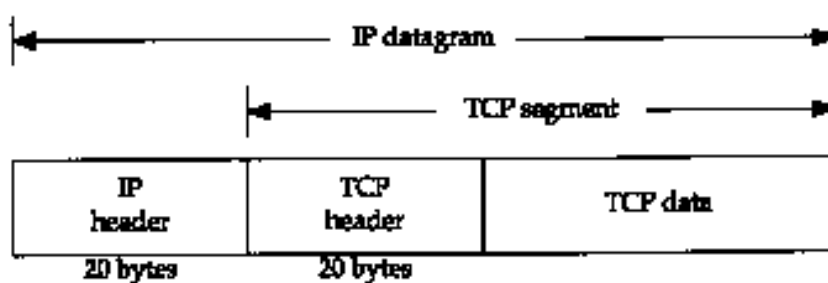 IP datagram
TCP segment
IP
header
TCP
header
TCP data
20 bytes
20 bytes